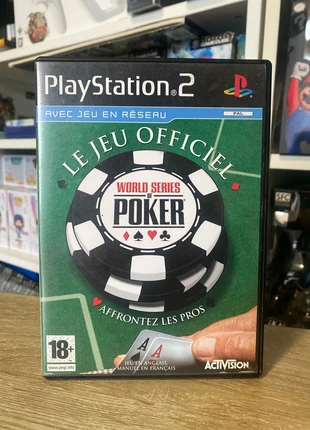 PlayStation®2
AVEC JEU EN RÉSEAU
PAL
LE JEU OFFICIEL
WORLD SERIES
OF
POKER
AFFRONTEZ LES PROS
A A
18+
www.pegi.info
JEU EN ANGLAIS
MANUEL EN FRANÇAIS
ACTIVISION